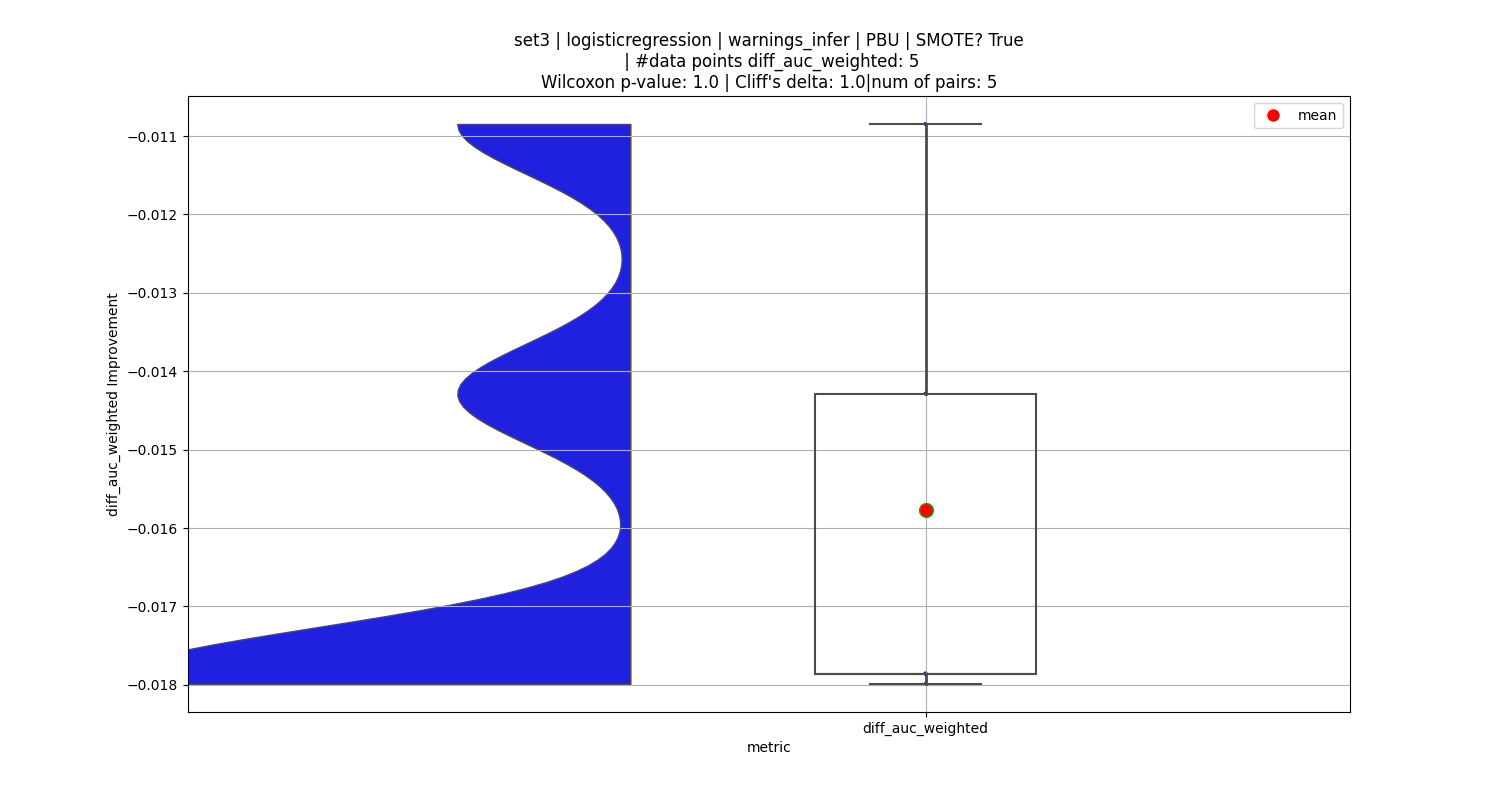 set3 | logisticregression | warnings_infer | PBU | SMOTE? True
| #data points diff_auc_weighted: 5
Wilcoxon p-value: 1.0 | Cliff's delta: 1.0|num of pairs: 5
mean
−0.011
−0.012
−0.013
−0.014
−0.015
−0.016
−0.017
−0.018
diff_auc_weighted Improvement
diff_auc_weighted
metric